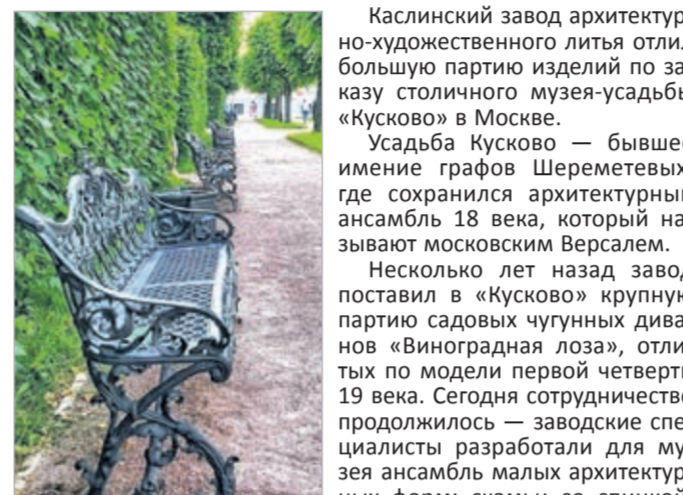 Каслинский завод архитектур
но-художественного литья отли
большую партию изделий по за
казу столичного музея-усадьб
«Кусково» в Москве.
Усадьба Кусково — бывше
имение графов Шереметевых
где сохранился архитектурны
ансамбль 18 века, который на
зывают московским Версалем.
Несколько лет назад завод
поставил в «Кусково» крупную
партию садовых чугунных дива
нов «Виноградная лоза», отли
тых по модели первой четверти
19 века. Сегодня сотрудничеств
продолжилось — заводские спе
циалисты разработали для му
зея ансамбль малых архитектур